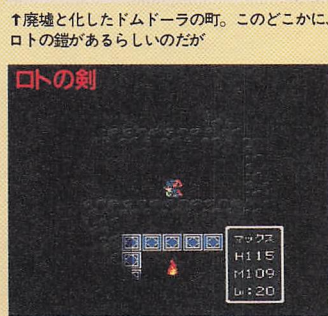 ↑廃墟と化したドムドーラの町。このどこかに、
ロトの鎧があるらしいのだが
ロトの剣
マックス
H115
M109
Lv:20